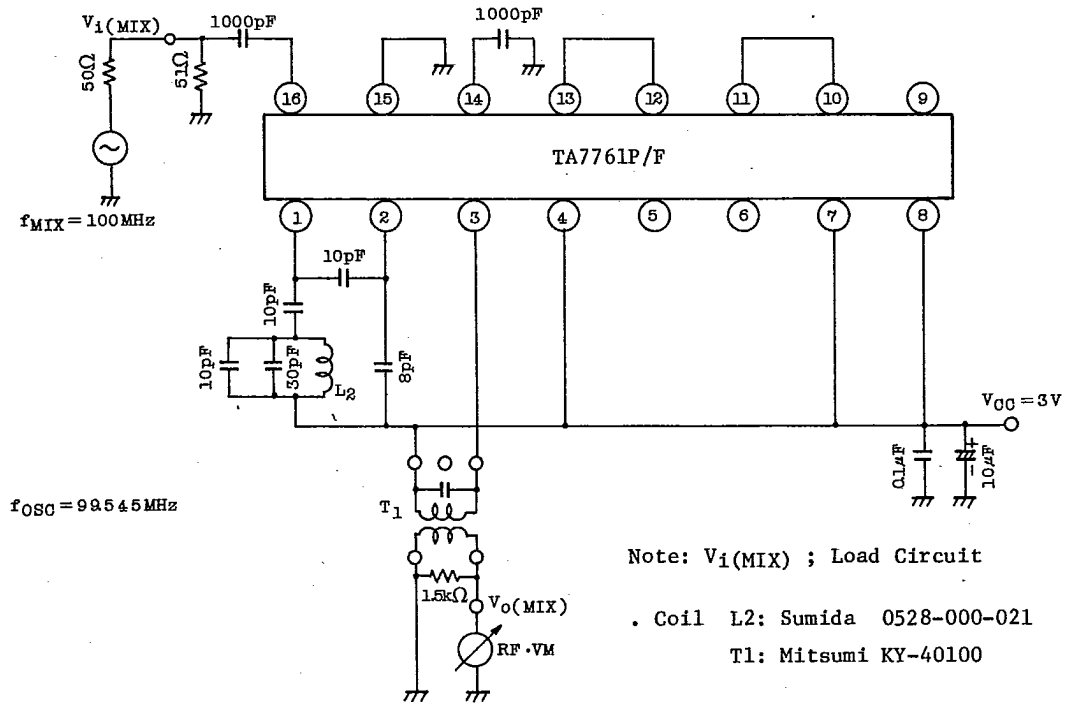 Vi(MIX)
1000pF
1000pF
50Ω
51Ω
16
15
14
13
12
11
10
9
TA7761P/F
fMIX=100MHz
1
2
3
4
5
6
7
8
10pF
10pF
10pF
30pF
L2
8pF
VCC=3V
0.1μF
+
-
10μF
fOSC=99.545MHz
T1
1.5kΩ
Vo(MIX)
RF·VM
Note: Vi(MIX) ; Load Circuit
. Coil L2: Sumida 0528-000-021
T1: Mitsumi KY-40100